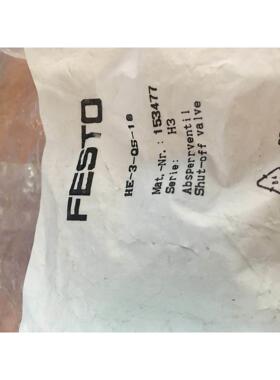 FESTO
HE-3-QS-10
Mat.-Nr.: 153477
Serie: H3
Absperrventil
Shut-off valve